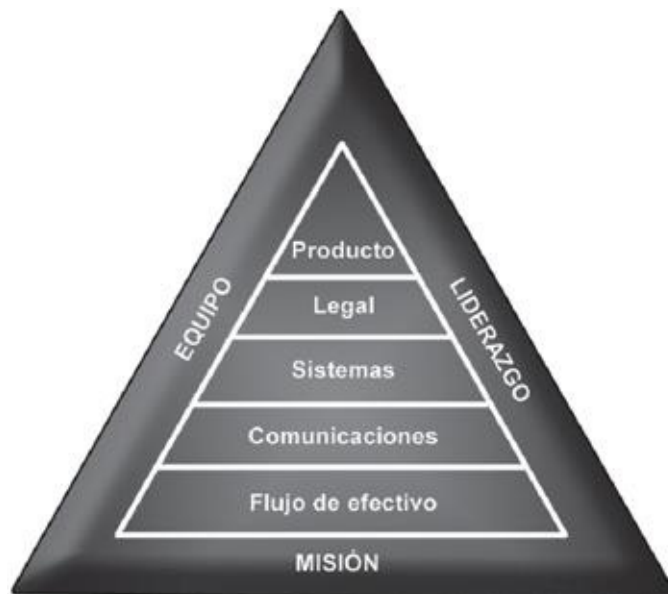 Producto
Legal
Sistemas
Comunicaciones
Flujo de efectivo
EQUIPO
LIDERAZGO
MISIÓN